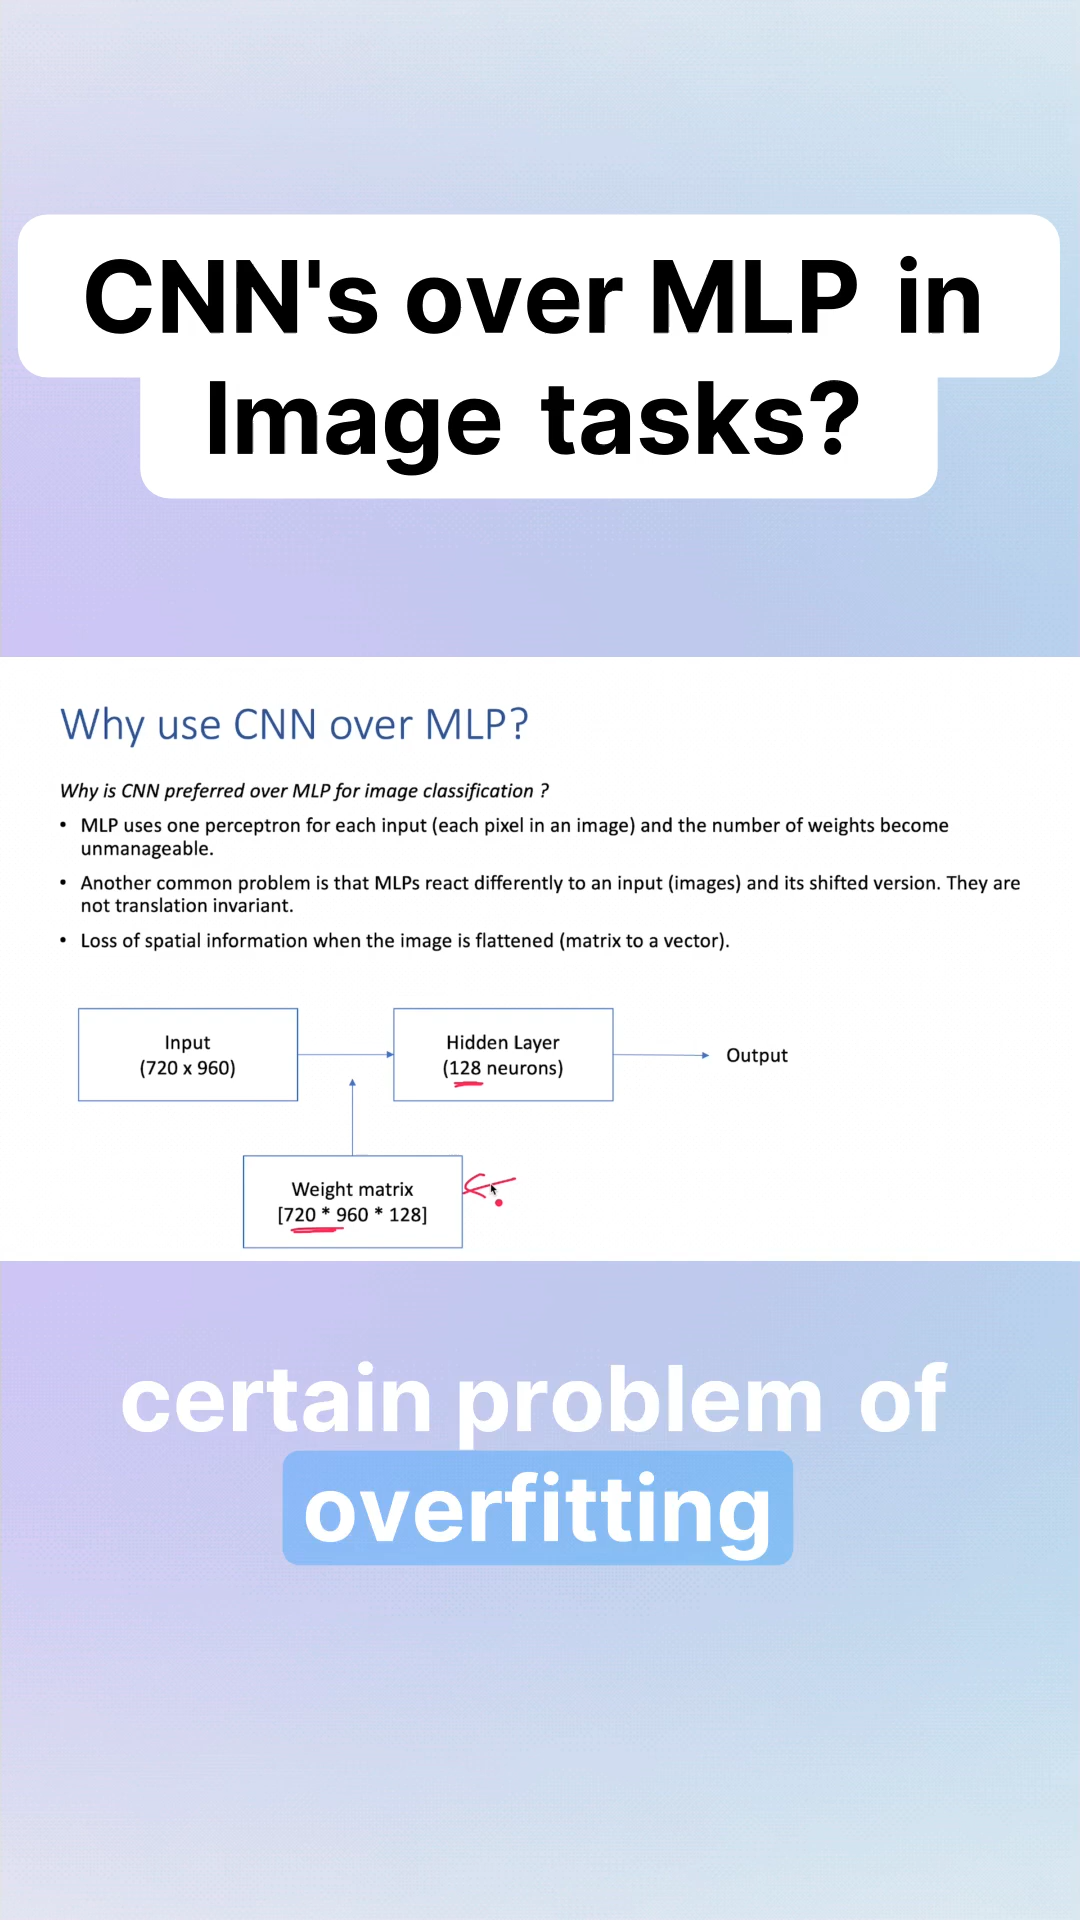 CNN's over MLP in
Image tasks?
Why use CNN over MLP?
Why is CNN preferred over MLP for image classification ?
• MLP uses one perceptron for each input (each pixel in an image) and the number of weights become
unmanageable.
• Another common problem is that MLPs react differently to an input (images) and its shifted version. They are
not translation invariant.
• Loss of spatial information when the image is flattened (matrix to a vector).
Input
(720 x 960)
Hidden Layer
(128 neurons)
Output
Weight matrix
[720 * 960 * 128]
certain problem of
overfitting